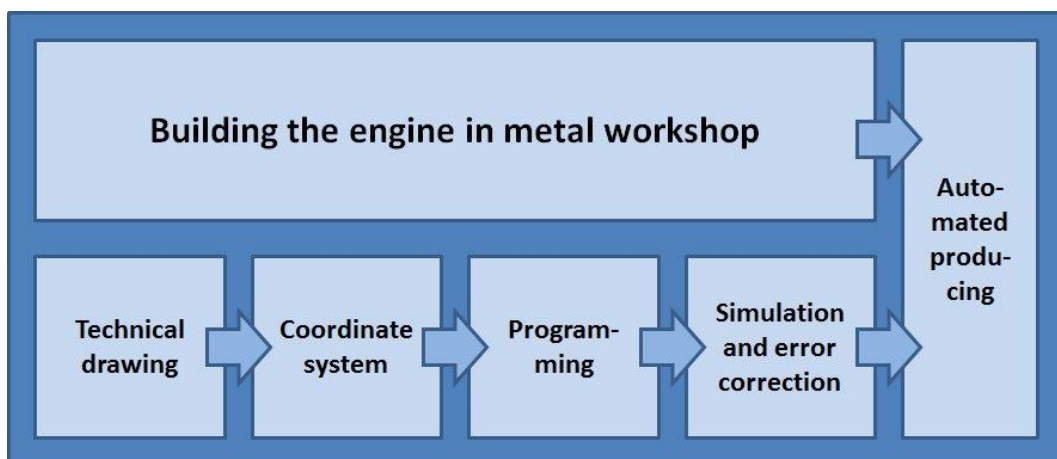 Building the engine in metal workshop
Auto-
mated
produ-
cing
Technical
drawing
Coordinate
system
Program-
ming
Simulation
and error
correction